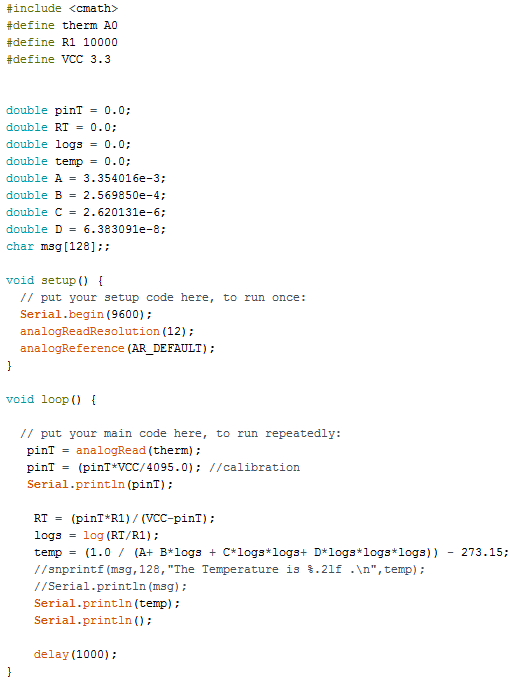 #include <cmath>
#define therm A0
#define R1 10000
#define VCC 3.3
double pinT = 0.0;
double RT = 0.0;
double logs = 0.0;
double temp = 0.0;
double A = 3.354016e-3;
double B = 2.569850e-4;
double C = 2.620131e-6;
double D = 6.383091e-8;
char msg[128];;
void setup() {
  // put your setup code here, to run once:
  Serial.begin(9600);
  analogReadResolution(12);
  analogReference(AR_DEFAULT);
}
void loop() {
  // put your main code here, to run repeatedly:
   pinT = analogRead(therm);
   pinT = (pinT*VCC/4095.0); //calibration
   Serial.println(pinT);
    RT = (pinT*R1)/(VCC-pinT);
    logs = log(RT/R1);
    temp = (1.0 / (A+ B*logs + C*logs*logs+ D*logs*logs*logs)) - 273.15;
    //snprintf(msg,128,"The Temperature is %.2lf .\n",temp);
    //Serial.println(msg);
    Serial.println(temp);
    Serial.println();
    delay(1000);
}